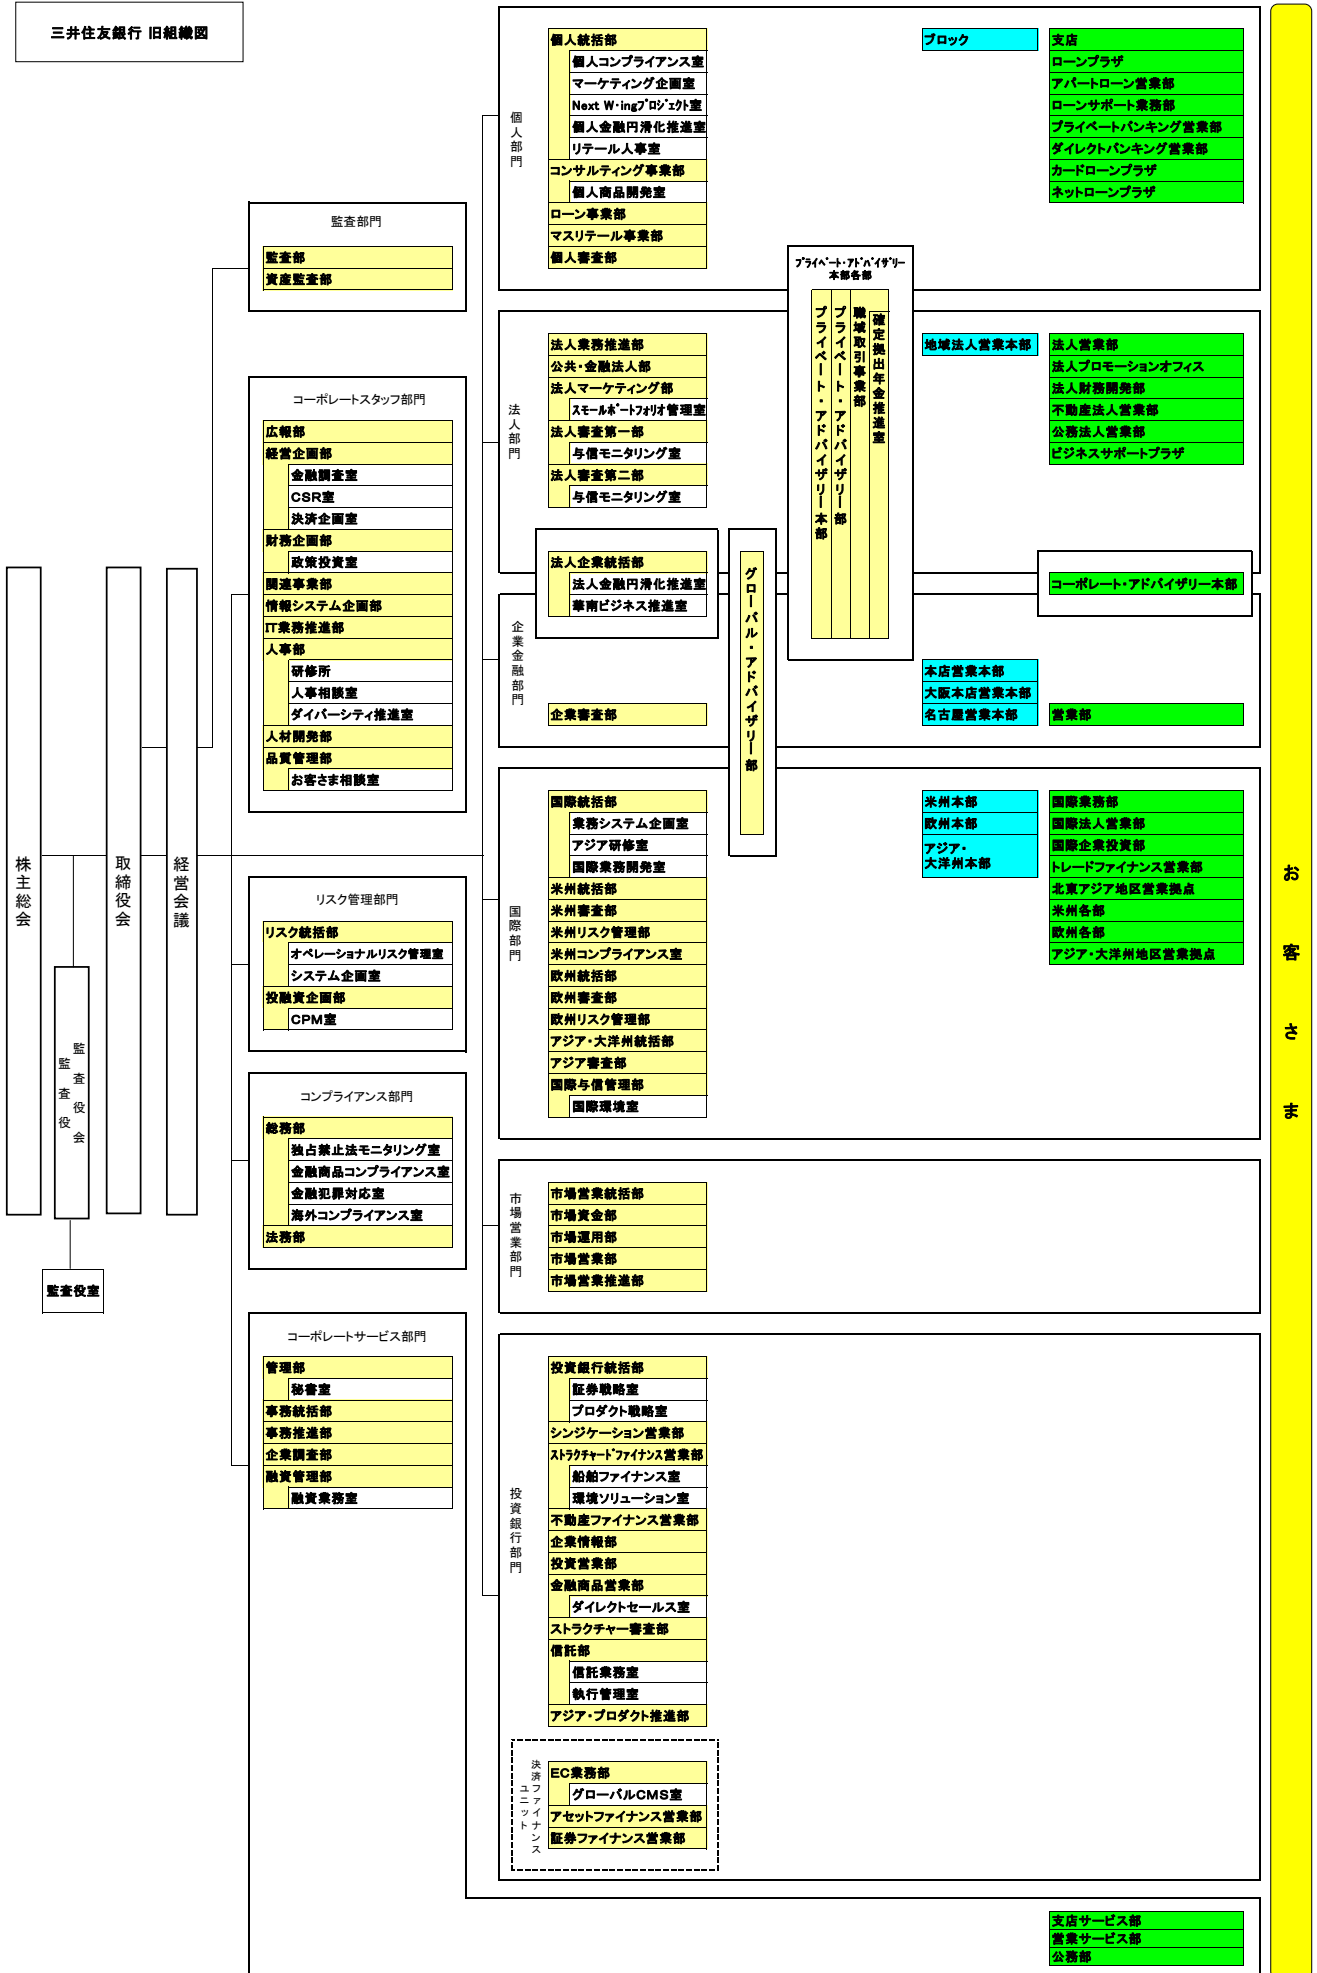 三井住友銀行 旧組織図
株主総会
監査役会
監査役
監査役室
取締役会
経営会議
監査部門
監査部
資産監査部
コーポレートスタッフ部門
広報部
経営企画部
金融調査室
CSR室
決済企画室
財務企画部
政策投資室
関連事業部
情報システム企画部
IT業務推進部
人事部
研修所
人事相談室
ダイバーシティ推進室
人材開発部
品質管理部
お客さま相談室
リスク管理部門
リスク統括部
オペレーショナルリスク管理室
システム企画室
投融資企画部
CPM室
コンプライアンス部門
総務部
独占禁止法モニタリング室
金融商品コンプライアンス室
金融犯罪対応室
海外コンプライアンス室
法務部
コーポレートサービス部門
管理部
秘書室
事務統括部
事務推進部
企業調査部
融資管理部
融資業務室
個人部門
個人統括部
個人コンプライアンス室
マーケティング企画室
Next W・ingプロジェクト室
個人金融円滑化推進室
リテール人事室
コンサルティング事業部
個人商品開発室
ローン事業部
マスリテール事業部
個人審査部
ブロック
支店
ローンプラザ
アパートローン営業部
ローンサポート業務部
プライベートバンキング営業部
ダイレクトバンキング営業部
カードローンプラザ
ネットローンプラザ
プライベート・アドバイザリー
本部各部
プライベート・アドバイザリー本部
プライベート・アドバイザリー部
職域取引事業部
確定拠出年金推進室
法人部門
法人業務推進部
公共・金融法人部
法人マーケティング部
スモールポートフォリオ管理室
法人審査第一部
与信モニタリング室
法人審査第二部
与信モニタリング室
地域法人営業本部
法人営業部
法人プロモーションオフィス
法人財務開発部
不動産法人営業部
公務法人営業部
ビジネスサポートプラザ
法人企業統括部
法人金融円滑化推進室
華南ビジネス推進室
グローバル・アドバイザリー部
コーポレート・アドバイザリー本部
企業金融部門
企業審査部
本店営業本部
大阪本店営業本部
名古屋営業本部
営業部
国際部門
国際統括部
業務システム企画室
アジア研修室
国際業務開発室
米州統括部
米州審査部
米州リスク管理部
米州コンプライアンス室
欧州統括部
欧州審査部
欧州リスク管理部
アジア・大洋州統括部
アジア審査部
国際与信管理部
国際環境室
米州本部
欧州本部
アジア・
大洋州本部
国際業務部
国際法人営業部
国際企業投資部
トレードファイナンス営業部
北東アジア地区営業拠点
米州各部
欧州各部
アジア・大洋州地区営業拠点
市場営業部門
市場営業統括部
市場資金部
市場運用部
市場営業部
市場営業推進部
投資銀行部門
投資銀行統括部
証券戦略室
プロダクト戦略室
シンジケーション営業部
ストラクチャードファイナンス営業部
船舶ファイナンス室
環境ソリューション室
不動産ファイナンス営業部
企業情報部
投資営業部
金融商品営業部
ダイレクトセールス室
ストラクチャー審査部
信託部
信託業務室
執行管理室
アジア・プロダクト推進部
決済ファイナンス
ユニット
EC業務部
グローバルCMS室
アセットファイナンス営業部
証券ファイナンス営業部
支店サービス部
営業サービス部
公務部
お客さま